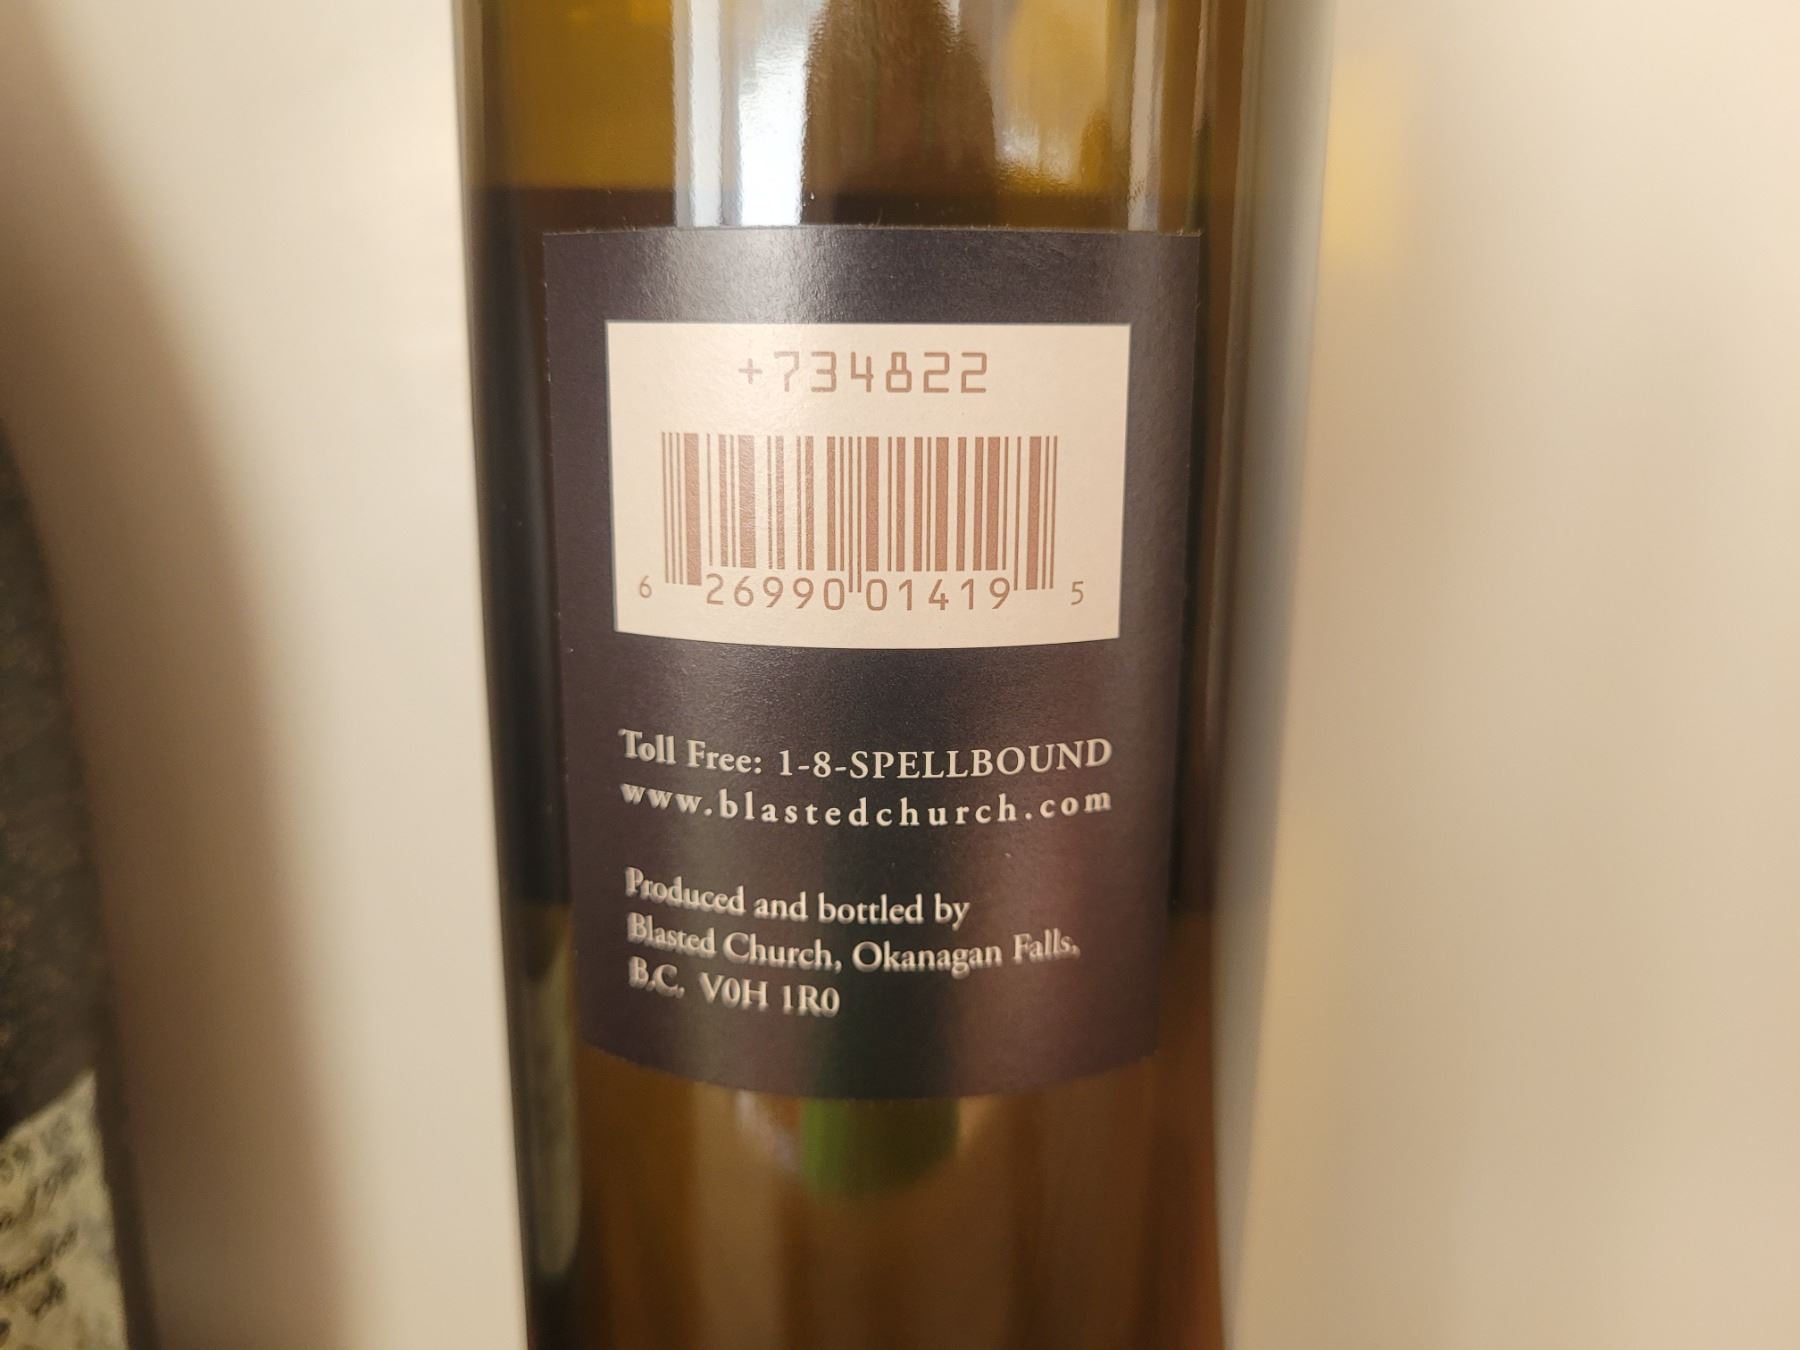 +734822
6 26990 01419 5
Toll Free: 1-8-SPELLBOUND
www.blastedchurch.com
Produced and bottled by
Blasted Church, Okanagan Falls,
B.C. V0H 1R0